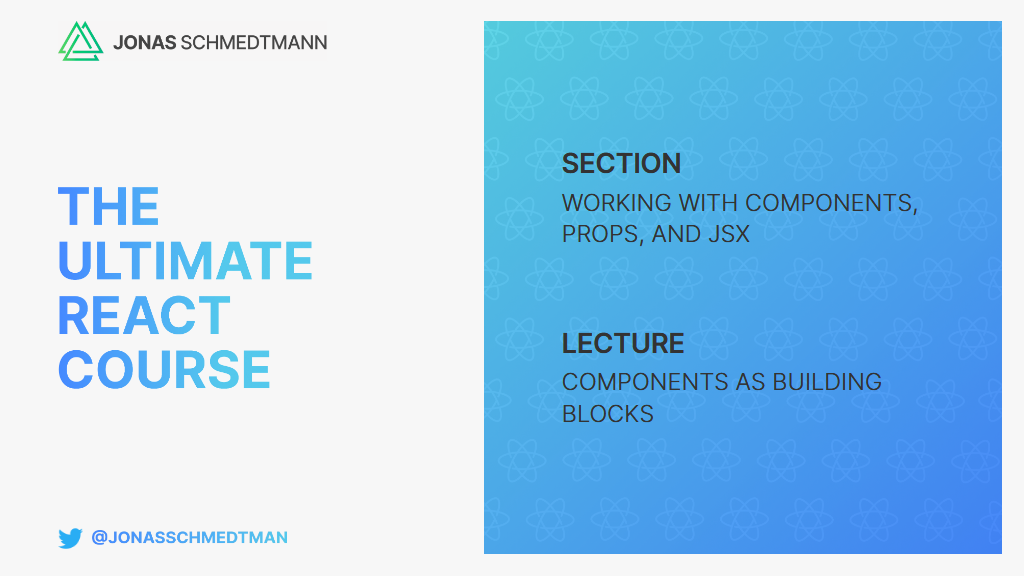 JONAS SCHMEDTMANN
THE
ULTIMATE
REACT
COURSE
@JONASSCHMEDTMAN
SECTION
WORKING WITH COMPONENTS,
PROPS, AND JSX
LECTURE
COMPONENTS AS BUILDING
BLOCKS